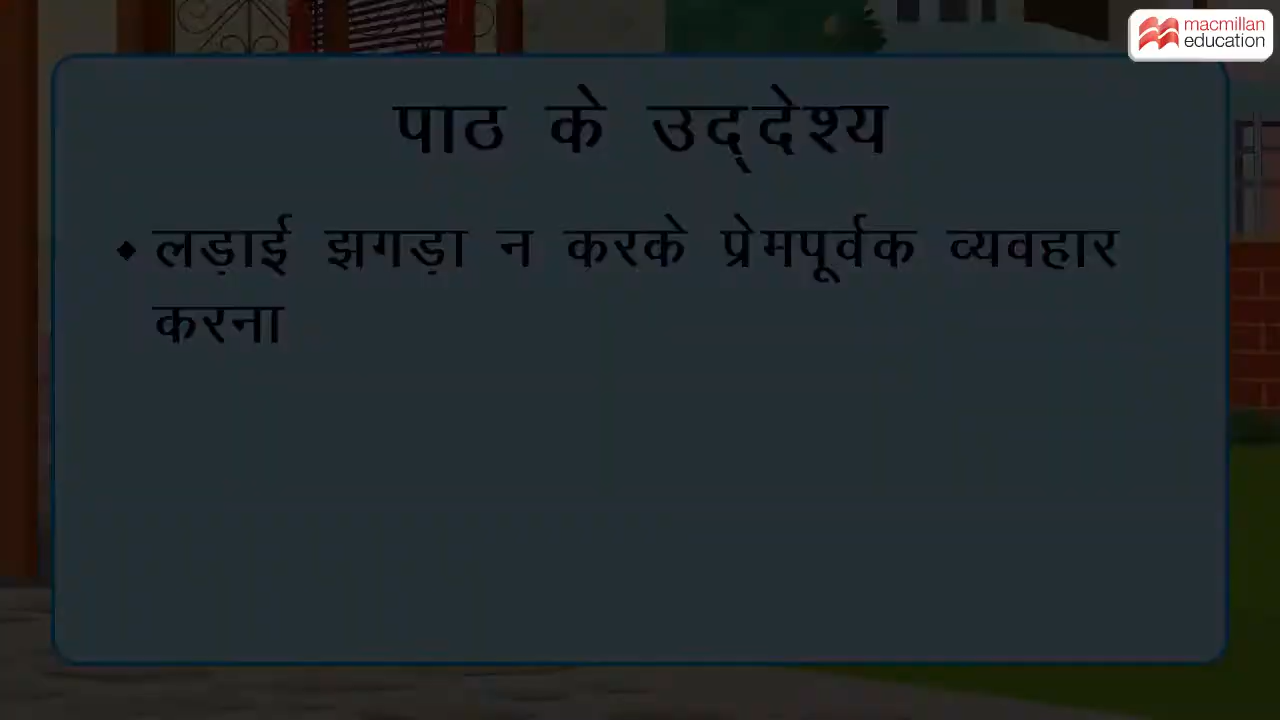 macmillan
education
पाठ के उद्‌देश्य
◆ लड़ाई झगड़ा न करके प्रेमपूर्वक व्यवहार
करना